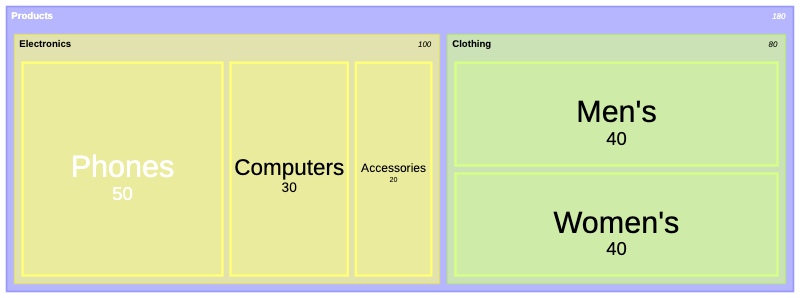 Products 180
Electronics 100
Clothing 80
Phones
50
Computers
30
Accessories
20
Men's
40
Women's
40